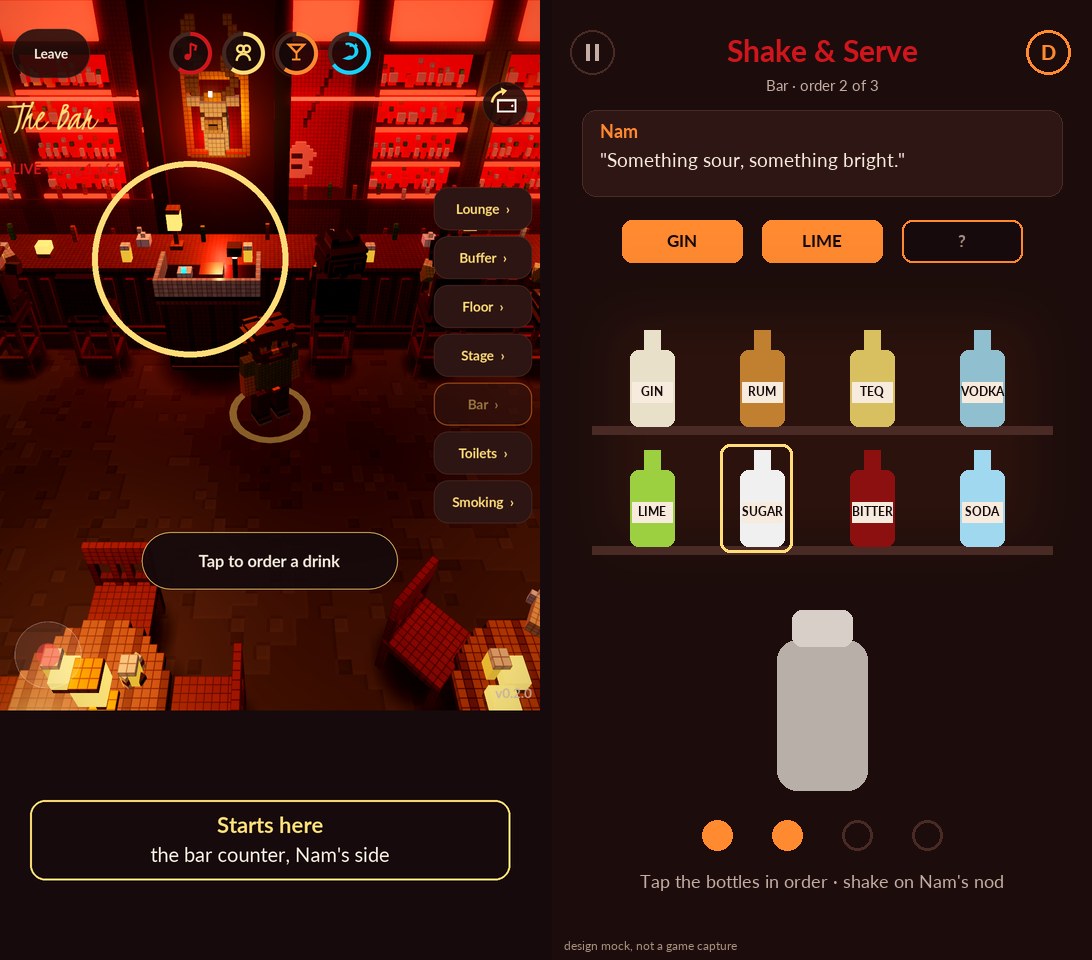 Leave
The Bar
LIVE
Lounge ›
Buffer ›
Floor ›
Stage ›
Bar ›
Toilets ›
Smoking ›
Tap to order a drink
v0.2.0
Starts here
the bar counter, Nam's side
Shake & Serve
D
Bar · order 2 of 3
Nam
"Something sour, something bright."
GIN
LIME
?
GIN
RUM
TEQ
VODKA
LIME
SUGAR
BITTER
SODA
Tap the bottles in order · shake on Nam's nod
design mock, not a game capture